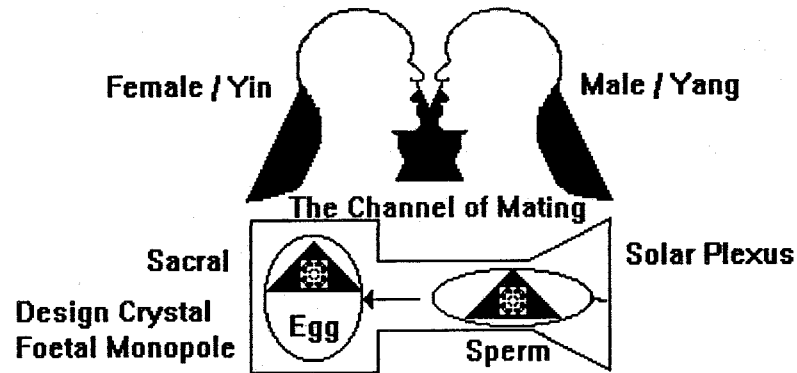 Female / Yin
Male / Yang
The Channel of Mating
Sacral
Solar Plexus
Design Crystal
Foetal Monopole
Egg
Sperm